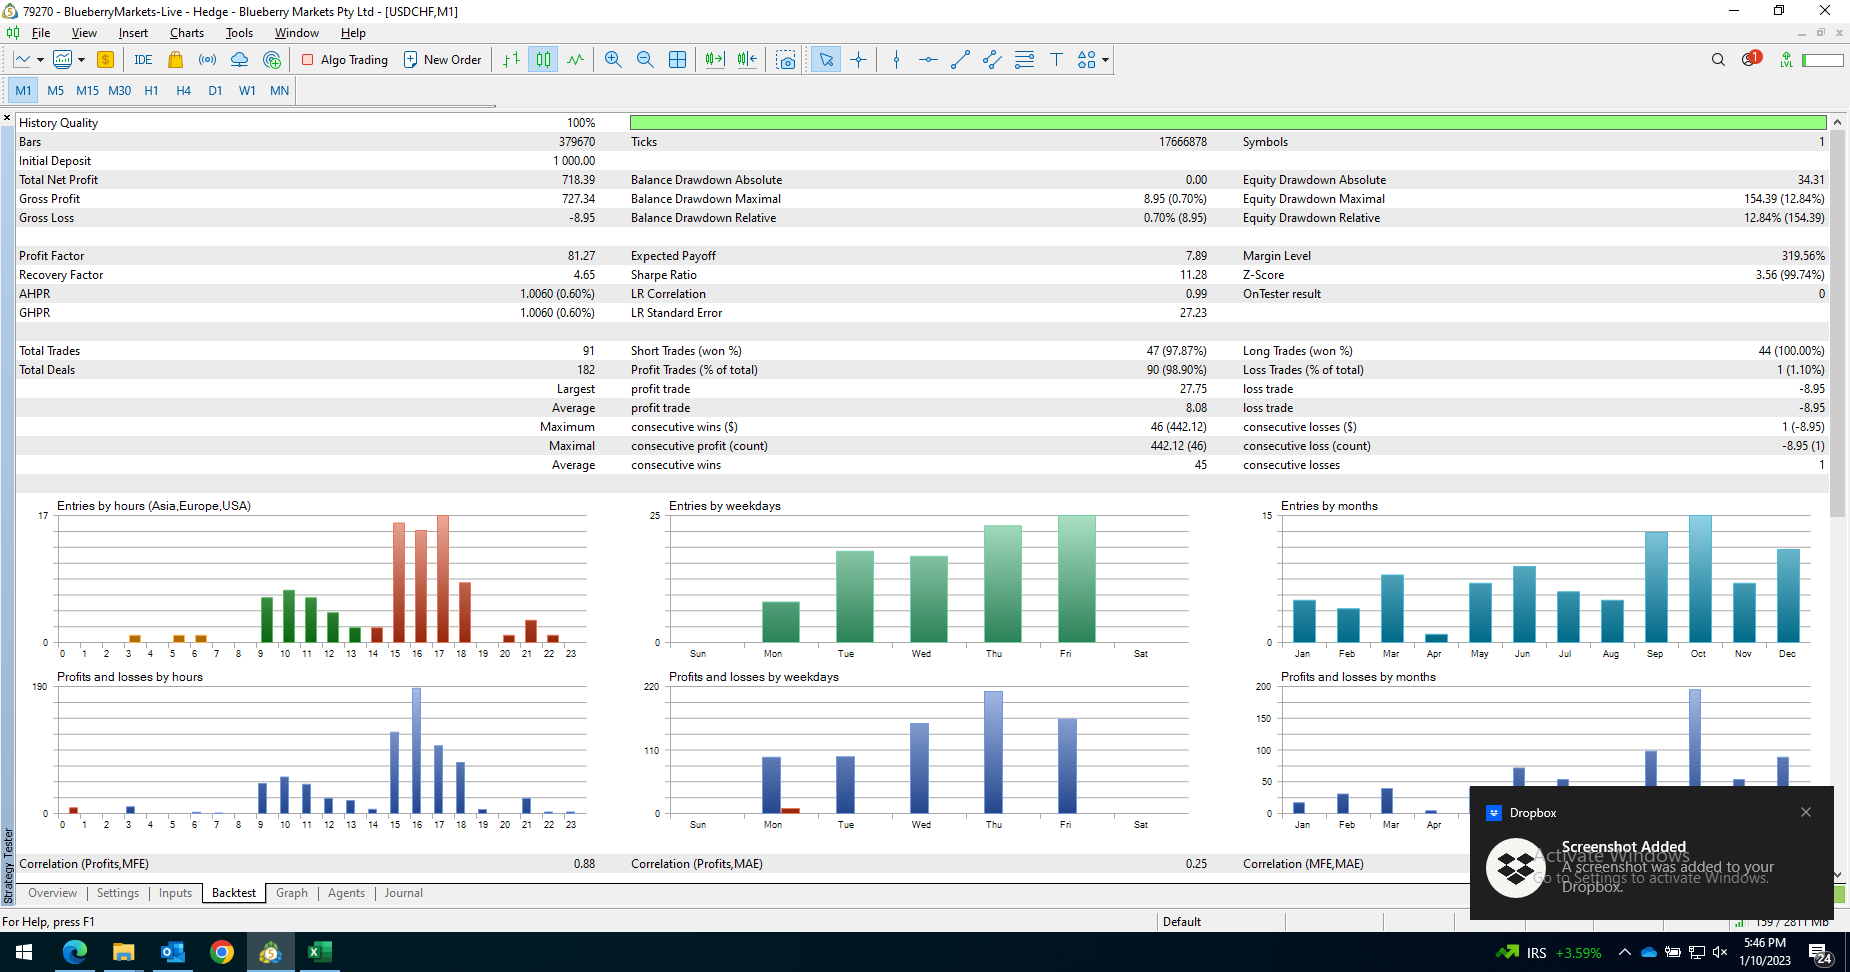 79270 - BlueberryMarkets-Live - Hedge - Blueberry Markets Pty Ltd - [USDCHF,M1]
File View Insert Charts Tools Window Help
IDE Algo Trading New Order 1 LVL
M1 M5 M15 M30 H1 H4 D1 W1 MN
History Quality 100%
Bars 379670 Ticks 17666878 Symbols 1
Initial Deposit 1 000.00
Total Net Profit 718.39 Balance Drawdown Absolute 0.00 Equity Drawdown Absolute 34.31
Gross Profit 727.34 Balance Drawdown Maximal 8.95 (0.70%) Equity Drawdown Maximal 154.39 (12.84%)
Gross Loss -8.95 Balance Drawdown Relative 0.70% (8.95) Equity Drawdown Relative 12.84% (154.39)
Profit Factor 81.27 Expected Payoff 7.89 Margin Level 319.56%
Recovery Factor 4.65 Sharpe Ratio 11.28 Z-Score 3.56 (99.74%)
AHPR 1.0060 (0.60%) LR Correlation 0.99 OnTester result 0
GHPR 1.0060 (0.60%) LR Standard Error 27.23
Total Trades 91 Short Trades (won %) 47 (97.87%) Long Trades (won %) 44 (100.00%)
Total Deals 182 Profit Trades (% of total) 90 (98.90%) Loss Trades (% of total) 1 (1.10%)
Largest profit trade 27.75 loss trade -8.95
Average profit trade 8.08 loss trade -8.95
Maximum consecutive wins ($) 46 (442.12) consecutive losses ($) 1 (-8.95)
Maximal consecutive profit (count) 442.12 (46) consecutive loss (count) -8.95 (1)
Average consecutive wins 45 consecutive losses 1
Entries by hours (Asia,Europe,USA) Entries by weekdays Entries by months
17 25 15
0 0 0
0 1 2 3 4 5 6 7 8 9 10 11 12 13 14 15 16 17 18 19 20 21 22 23 Sun Mon Tue Wed Thu Fri Sat Jan Feb Mar Apr May Jun Jul Aug Sep Oct Nov Dec
Profits and losses by hours Profits and losses by weekdays Profits and losses by months
190 220 200
150
110 100
50
0 0 0
0 1 2 3 4 5 6 7 8 9 10 11 12 13 14 15 16 17 18 19 20 21 22 23 Sun Mon Tue Wed Thu Fri Sat Jan Feb Mar Apr
Dropbox
Screenshot Added
A screenshot was added to your
Dropbox.
Activate Windows
Go to Settings to activate Windows.
Correlation (Profits,MFE) 0.88 Correlation (Profits,MAE) 0.25 Correlation (MFE,MAE)
Strategy Tester
Overview Settings Inputs Backtest Graph Agents Journal
For Help, press F1 Default 159 / 2811 Mb
IRS +3.59% 5:46 PM
1/10/2023 24